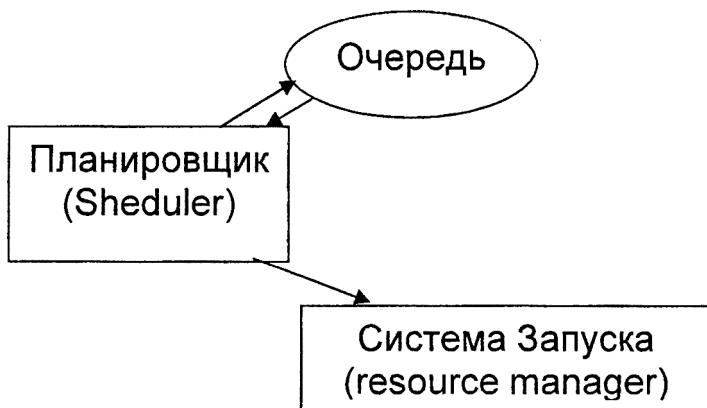 Очередь
Планировщик
(Sheduler)
Система Запуска
(resource manager)